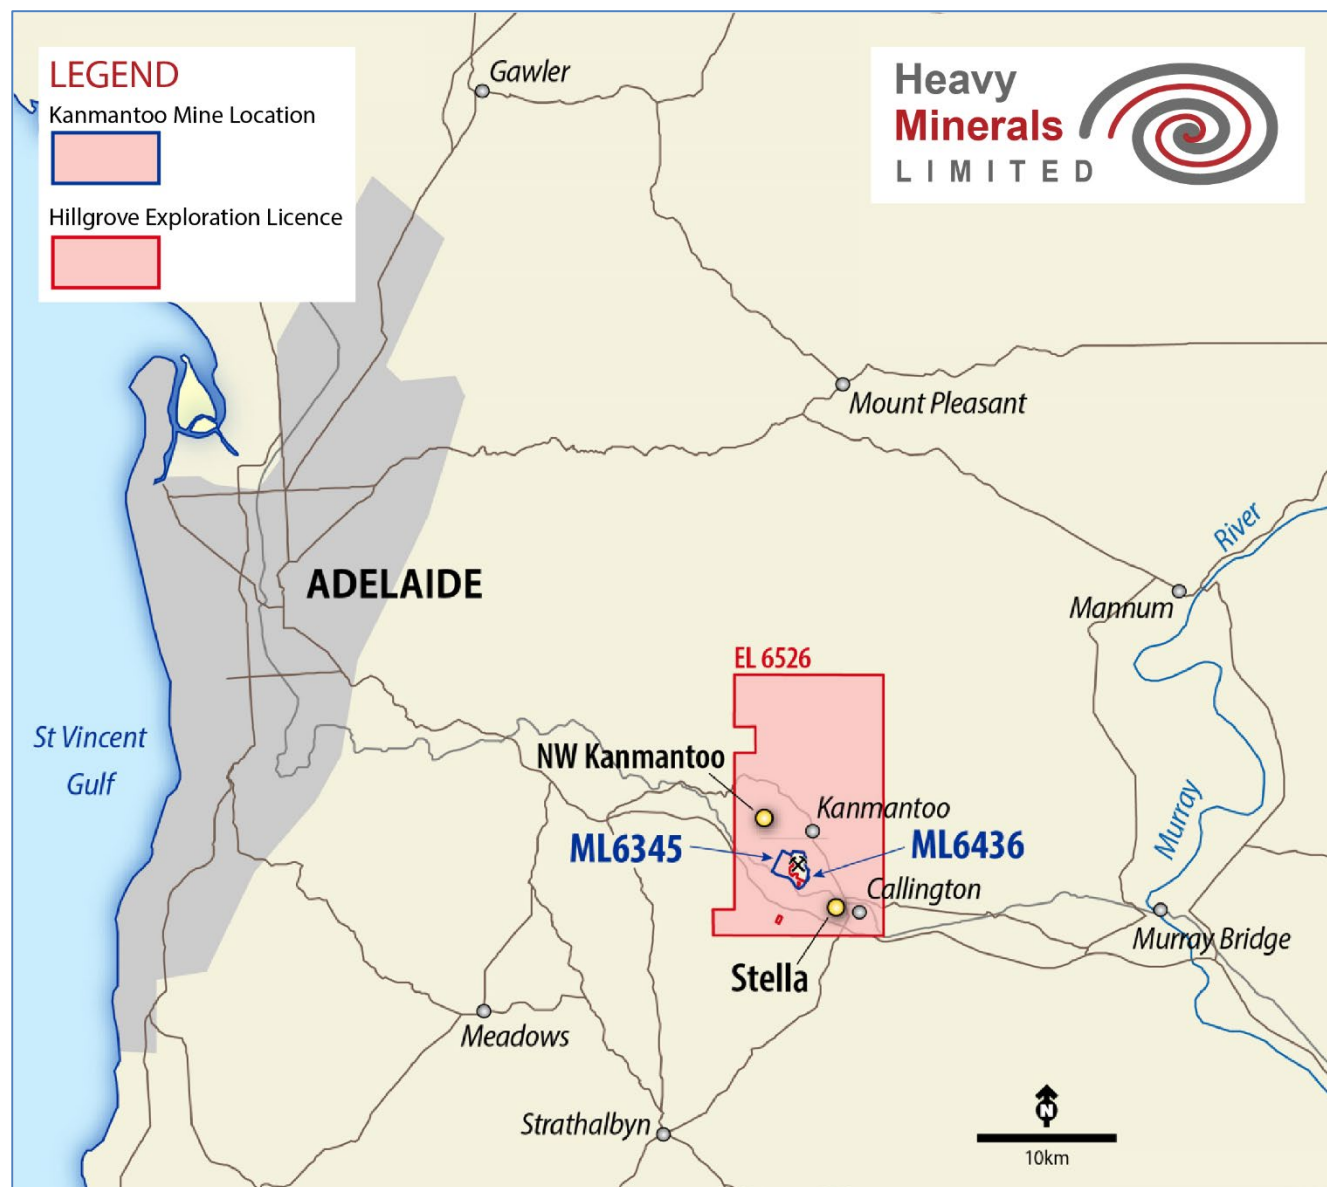 LEGEND
Kanmantoo Mine Location
Hillgrove Exploration Licence
Heavy
Minerals
LIMITED
Gawler
Mount Pleasant
River
ADELAIDE
Mannum
EL 6526
St Vincent
Gulf
NW Kanmantoo
Kanmantoo
Murray
ML6345
ML6436
Callington
Murray Bridge
Stella
Meadows
Strathalbyn
N
10km